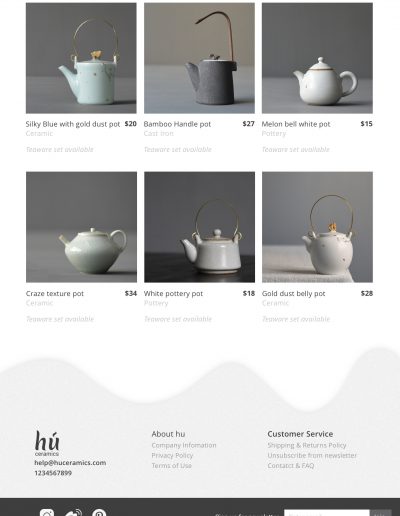 Silky Blue with gold dust pot $20
Ceramic
Teaware set available
Bamboo Handle pot $27
Cast Iron
Teaware set available
Melon bell white pot $15
Pottery
Teaware set available
Craze texture pot $34
Ceramic
Teaware set available
White pottery pot $18
Pottery
Teaware set available
Gold dust belly pot $28
Ceramic
Teaware set available
hú
ceramics
help@huceramics.com
1234567899
About hu
Company Infomation
Privacy Policy
Terms of Use
Customer Service
Shipping & Returns Policy
Unsubscribe from newsletter
Contatct & FAQ